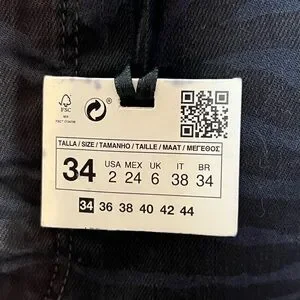 FSC
TALLA / SIZE / TAMANHO / TAILLE / MAAT / ΜΕΓΕΘΟΣ
34
USA MEX UK IT BR
2 24 6 38 34
34 36 38 40 42 44